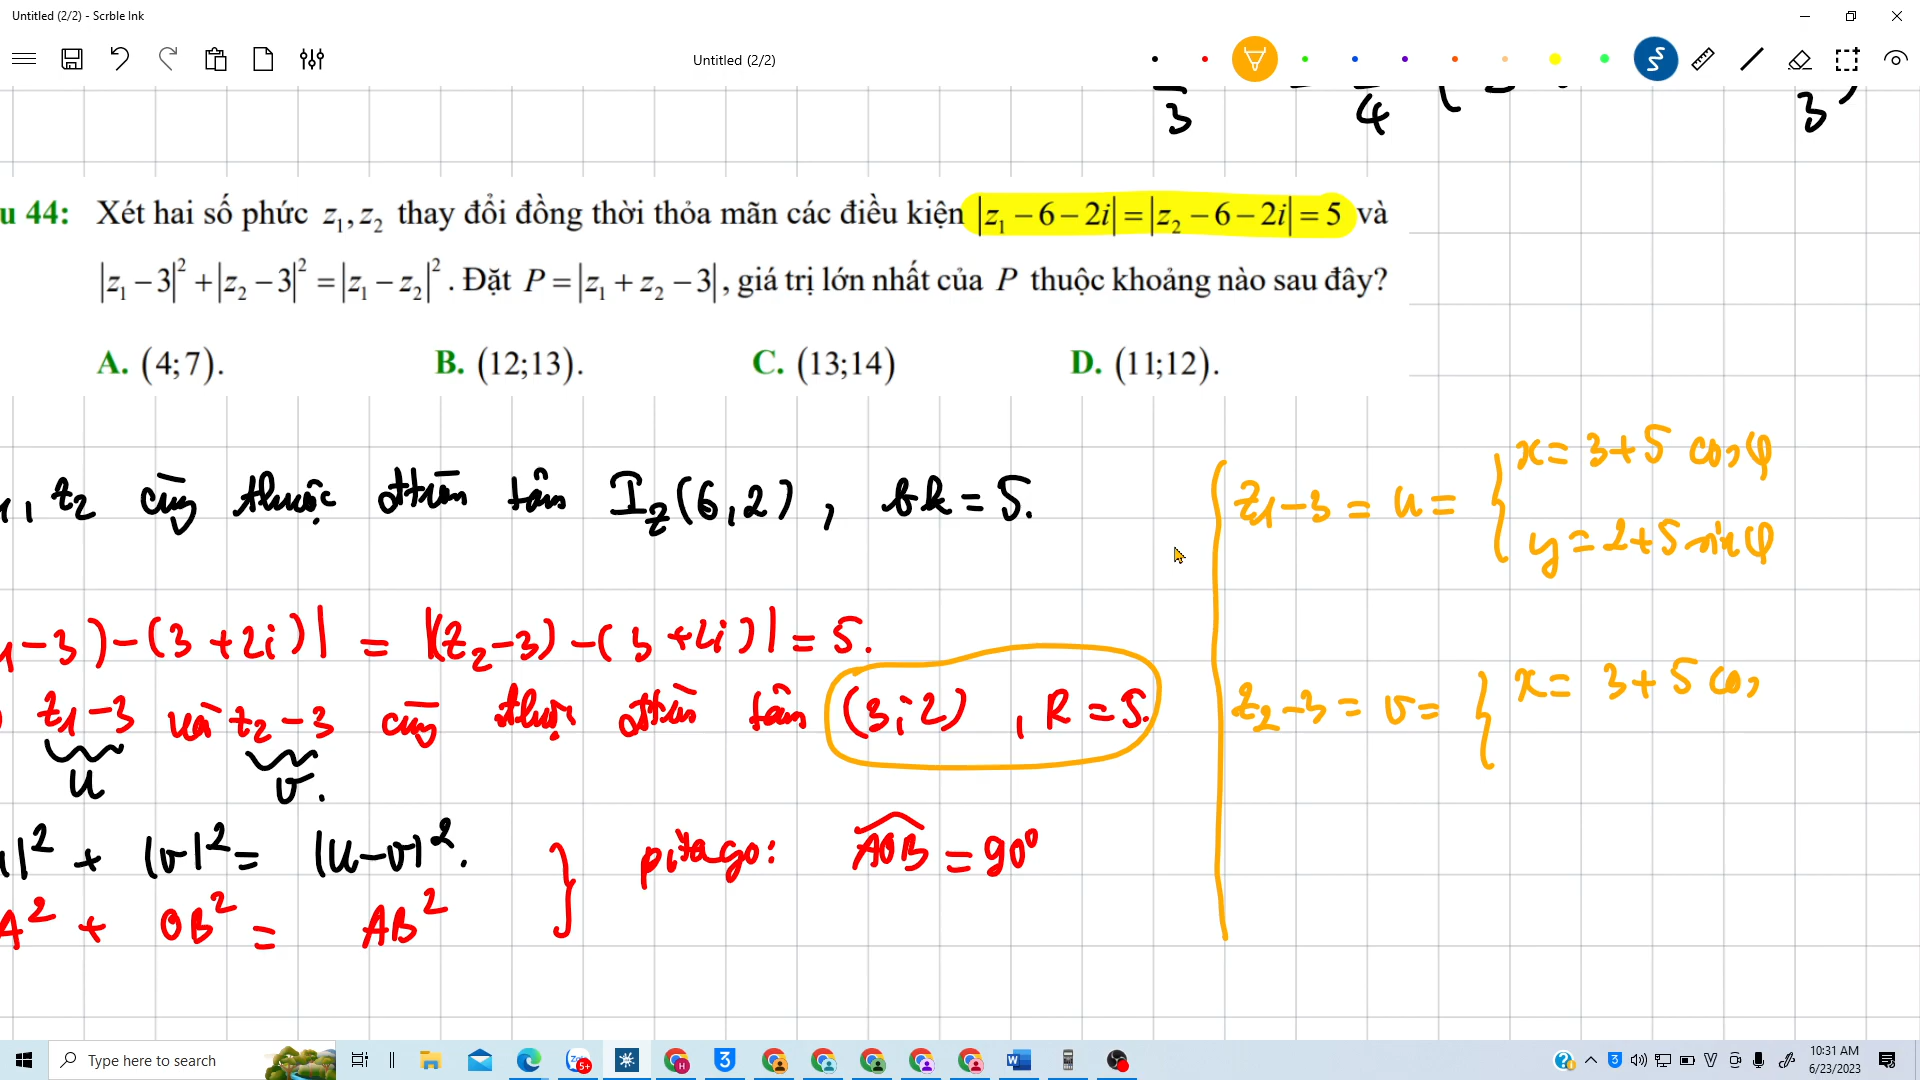 Untitled (2/2) - Scrble Ink
Untitled (2/2)
3 4 3
u 44: Xét hai số phức z₁, z₂ thay đổi đồng thời thỏa mãn các điều kiện |z₁ − 6 − 2i| = |z₂ − 6 − 2i| = 5 và
|z₁ − 3|² + |z₂ − 3|² = |z₁ − z₂|². Đặt P = |z₁ + z₂ − 3|, giá trị lớn nhất của P thuộc khoảng nào sau đây?
A. (4;7). B. (12;13). C. (13;14) D. (11;12).
, z₂ cùng thuộc đtròn tâm I₂(6,2), bk = 5.
−3) − (3 + 2i)| = |(z₂ − 3) − (3 + 2i)| = 5.
z₁ − 3 và z₂ − 3 cùng thuộc đtròn tâm (3;2), R = 5.
u v.
|² + |v|² = |u − v|².
A² + OB² = AB²
pitago: AOB = 90°
z₁ − 3 = u = { x = 3 + 5 cos φ
y = 2 + 5 sin φ
z₂ − 3 = v = { x = 3 + 5 cos
Type here to search
10:31 AM
6/23/2023